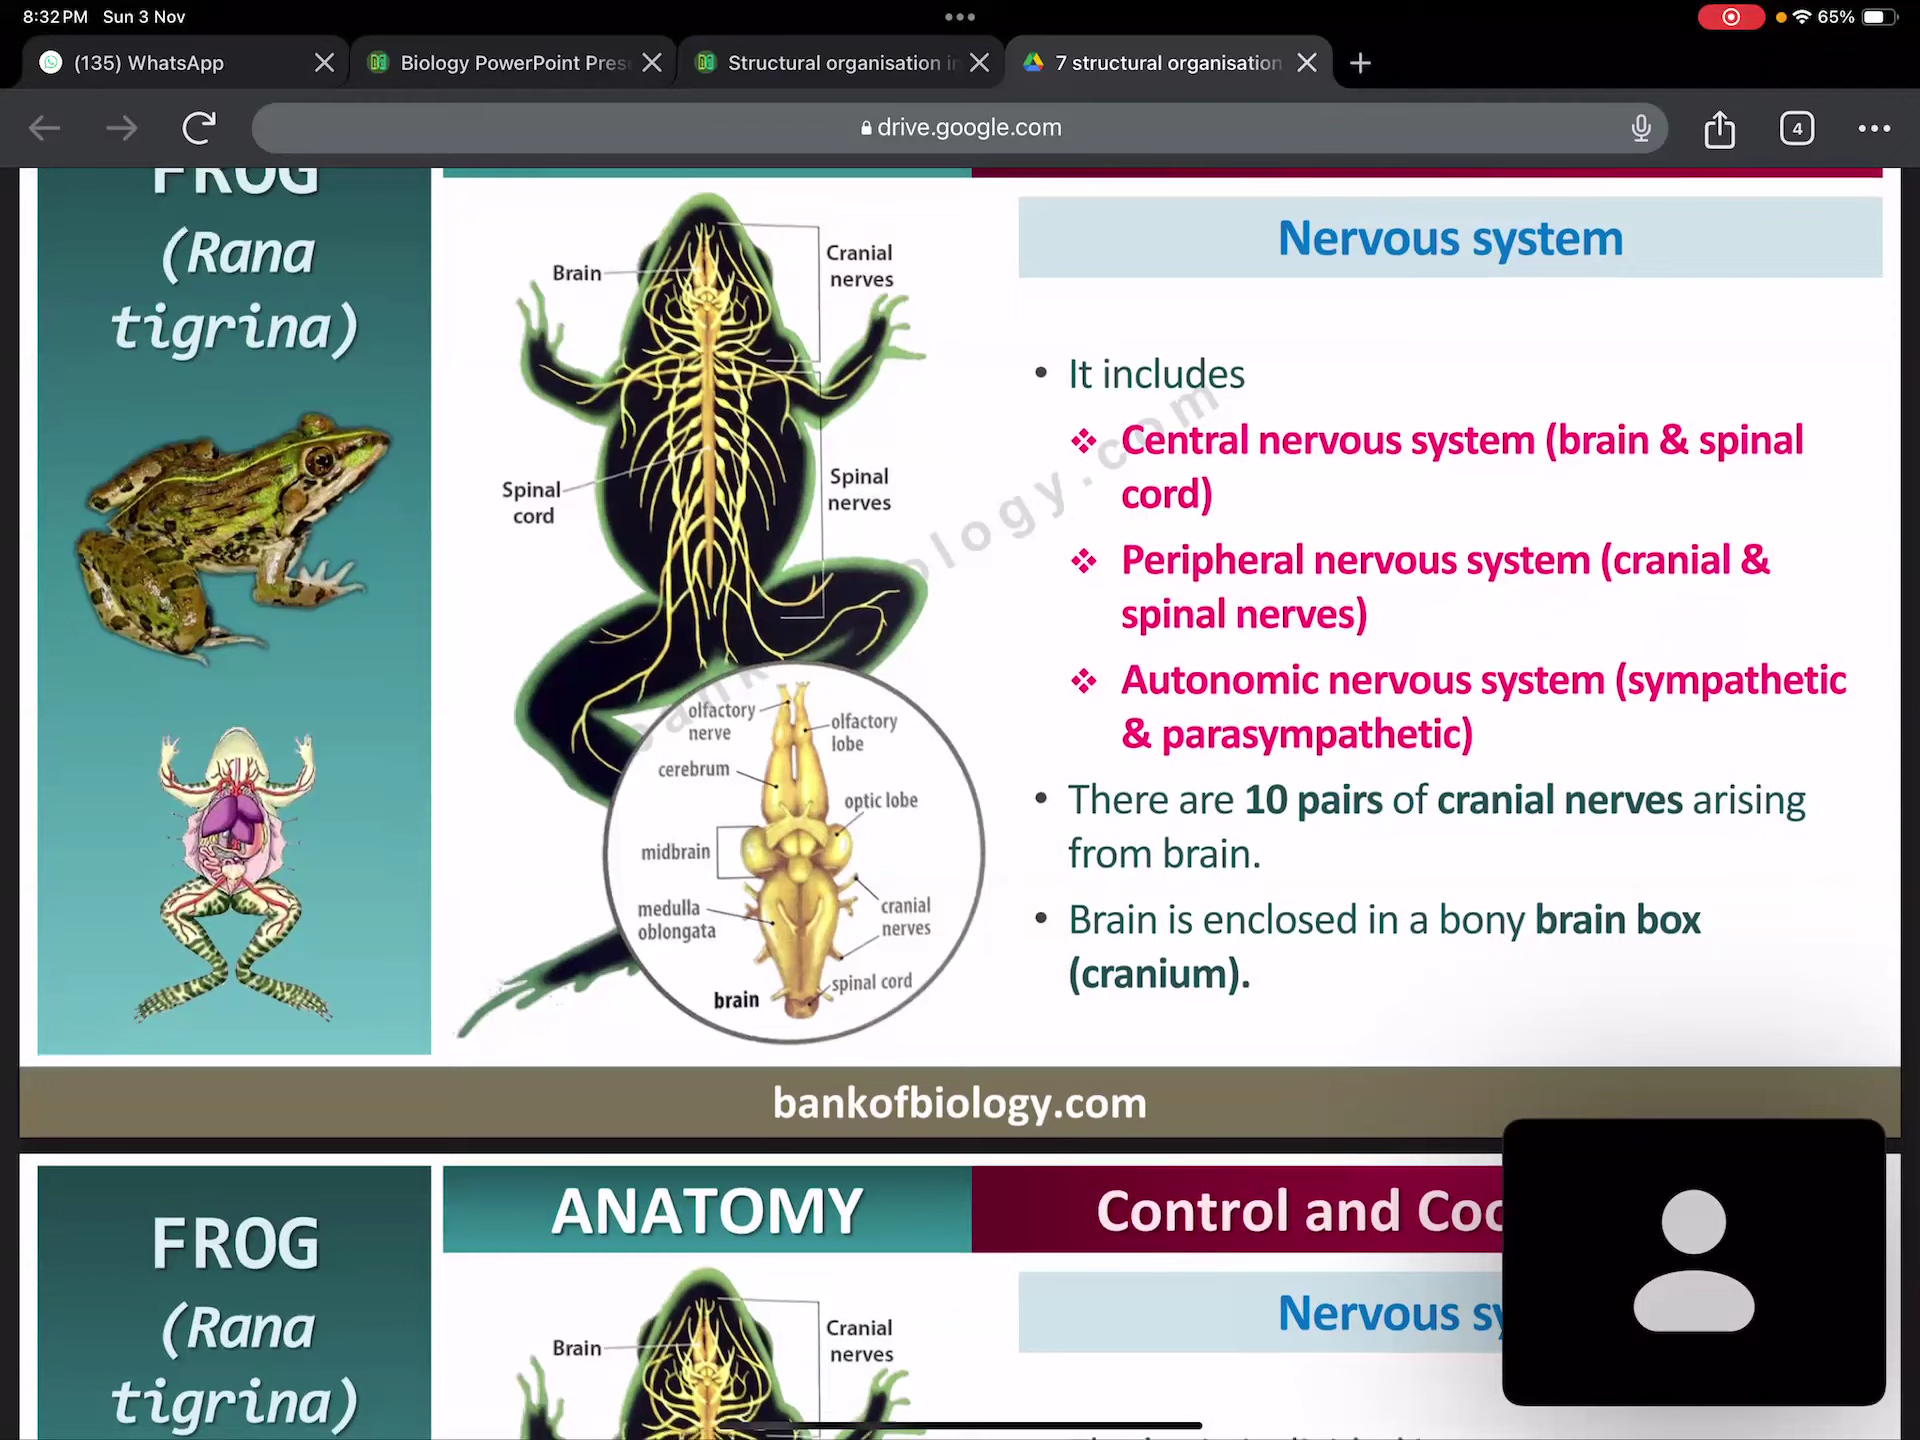 8:32 PM Sun 3 Nov
65%
(135) WhatsApp
Biology PowerPoint Pres
Structural organisation i
7 structural organisation
drive.google.com
4
FROG
(Rana
tigrina)
Brain
Cranial
nerves
Spinal
cord
Spinal
nerves
olfactory
nerve
olfactory
lobe
cerebrum
optic lobe
midbrain
medulla
oblongata
cranial
nerves
spinal cord
brain
Nervous system
• It includes
❖ Central nervous system (brain & spinal
cord)
❖ Peripheral nervous system (cranial &
spinal nerves)
❖ Autonomic nervous system (sympathetic
& parasympathetic)
• There are 10 pairs of cranial nerves arising
from brain.
• Brain is enclosed in a bony brain box
(cranium).
bankofbiology.com
FROG
(Rana
tigrina)
ANATOMY
Control and Coo
Brain
Cranial
nerves
Nervous sy